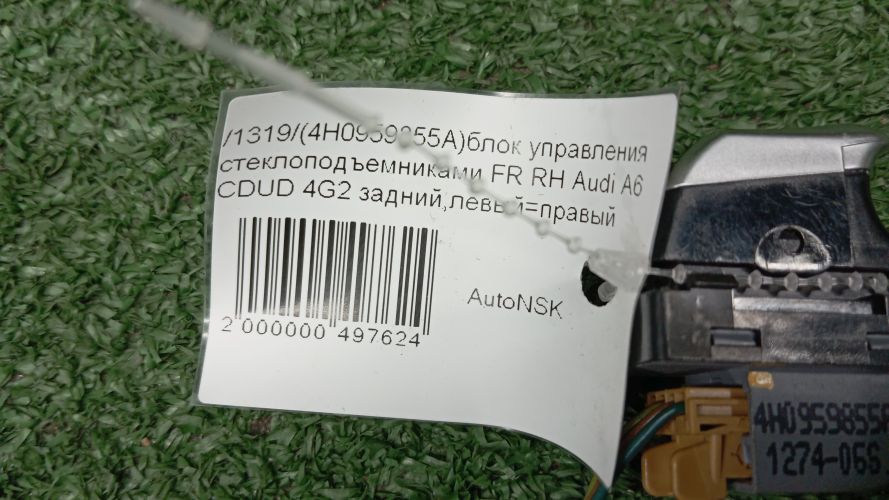 /1319/(4H0959855A)блок управления
стеклоподъемниками FR RH Audi A6
CDUD 4G2 задний,левый=правый
AutoNSK
2 000000 497624
4H0959855
1274-06S